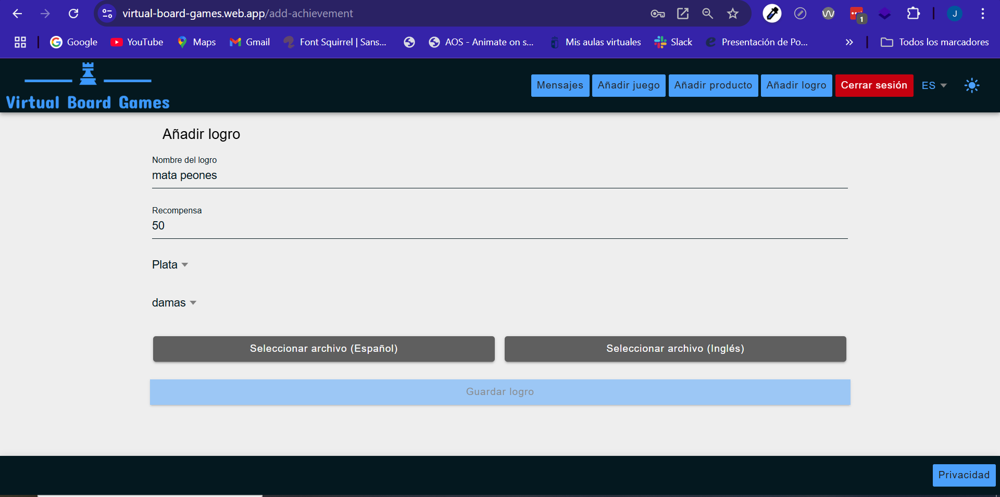 virtual-board-games.web.app/add-achievement
1
J
Google
YouTube
Maps
Gmail
Font Squirrel | Sans...
AOS - Animate on s...
Mis aulas virtuales
Slack
Presentación de Po...
»
Todos los marcadores
Virtual Board Games
Mensajes
Añadir juego
Añadir producto
Añadir logro
Cerrar sesión
ES
Añadir logro
Nombre del logro
mata peones
Recompensa
50
Plata
damas
Seleccionar archivo (Español)
Seleccionar archivo (Inglés)
Guardar logro
Privacidad